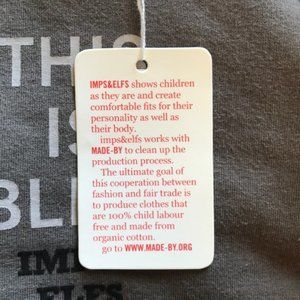 THIS
IS
IMPS&ELFS shows children
as they are and create
comfortable fits for their
personality as well as
their body.
imps&elfs works with
MADE-BY to clean up the
production process.
The ultimate goal of
this cooperation between
fashion and fair trade is
to produce clothes that
are 100% child labour
free and made from
organic cotton.
go to WWW.MADE-BY.ORG
ELFS